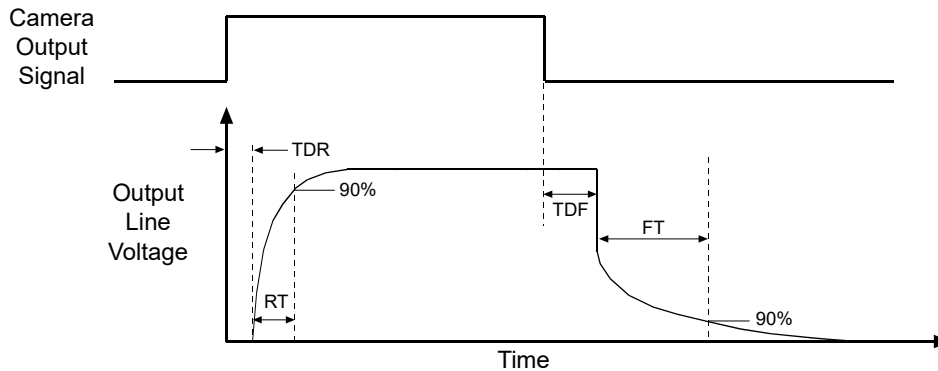 Camera
Output
Signal
TDR
90%
Output
Line
Voltage
TDF
FT
RT
90%
Time